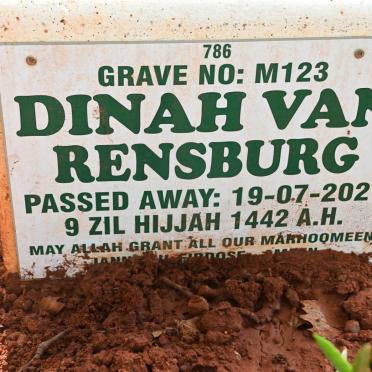 786
GRAVE NO: M123
DINAH VAN
RENSBURG
PASSED AWAY: 19-07-202
9 ZIL HIJJAH 1442 A.H.
MAY ALLAH GRANT ALL OUR MARHOOMEEN